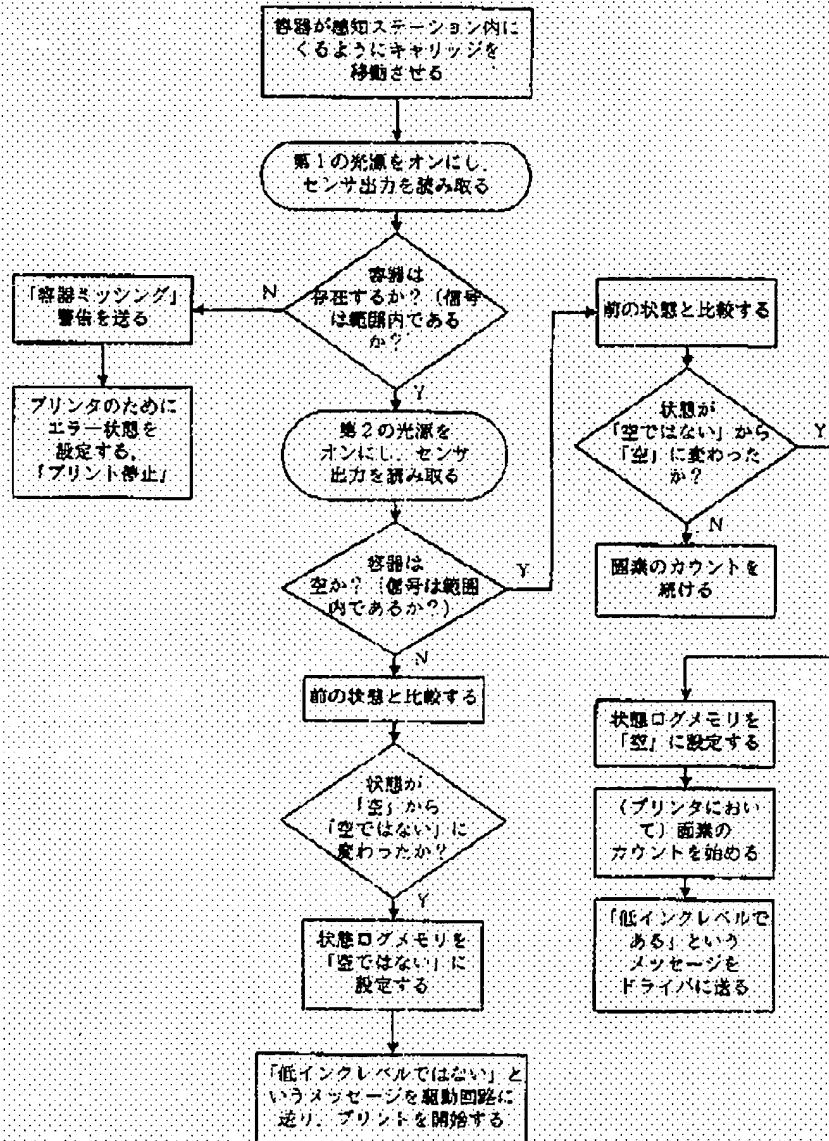 容器が感知ステーション内に
くるようにキャリッジを
移動させる
第1の光源をオンにし、
センサ出力を読み取る
容器は
存在するか?(信号
は範囲内である
か?
N
Y
「容器ミッシング」
警告を送る
プリンタのために
エラー状態を
設定する、
「プリント停止」
第2の光源を
オンにし、センサ
出力を読み取る
容器は
空か?(信号は範囲
内であるか?)
Y
N
前の状態と比較する
状態が
「空」から
「空ではない」に
変わったか?
Y
状態ログメモリを
「空ではない」に
設定する
「低インクレベルではない」と
いうメッセージを駆動回路に
送り、プリントを開始する
前の状態と比較する
状態が
「空ではない」から
「空」に変わった
か?
Y
N
画素のカウントを
続ける
状態ログメモリを
「空」に設定する
(プリンタにおい
て)画素の
カウントを始める
「低インクレベルで
ある」という
メッセージを
ドライバに送る